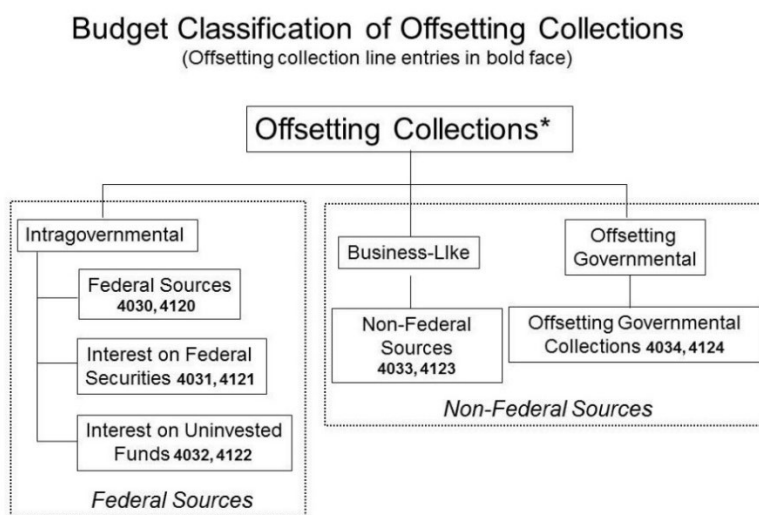 Budget Classification of Offsetting Collections
(Offsetting collection line entries in bold face)
Offsetting Collections*
Intragovernmental
Federal Sources
4030, 4120
Interest on Federal
Securities 4031, 4121
Interest on Uninvested
Funds 4032, 4122
Federal Sources
Business-LIke
Non-Federal
Sources
4033, 4123
Offsetting
Governmental
Offsetting Governmental
Collections 4034, 4124
Non-Federal Sources